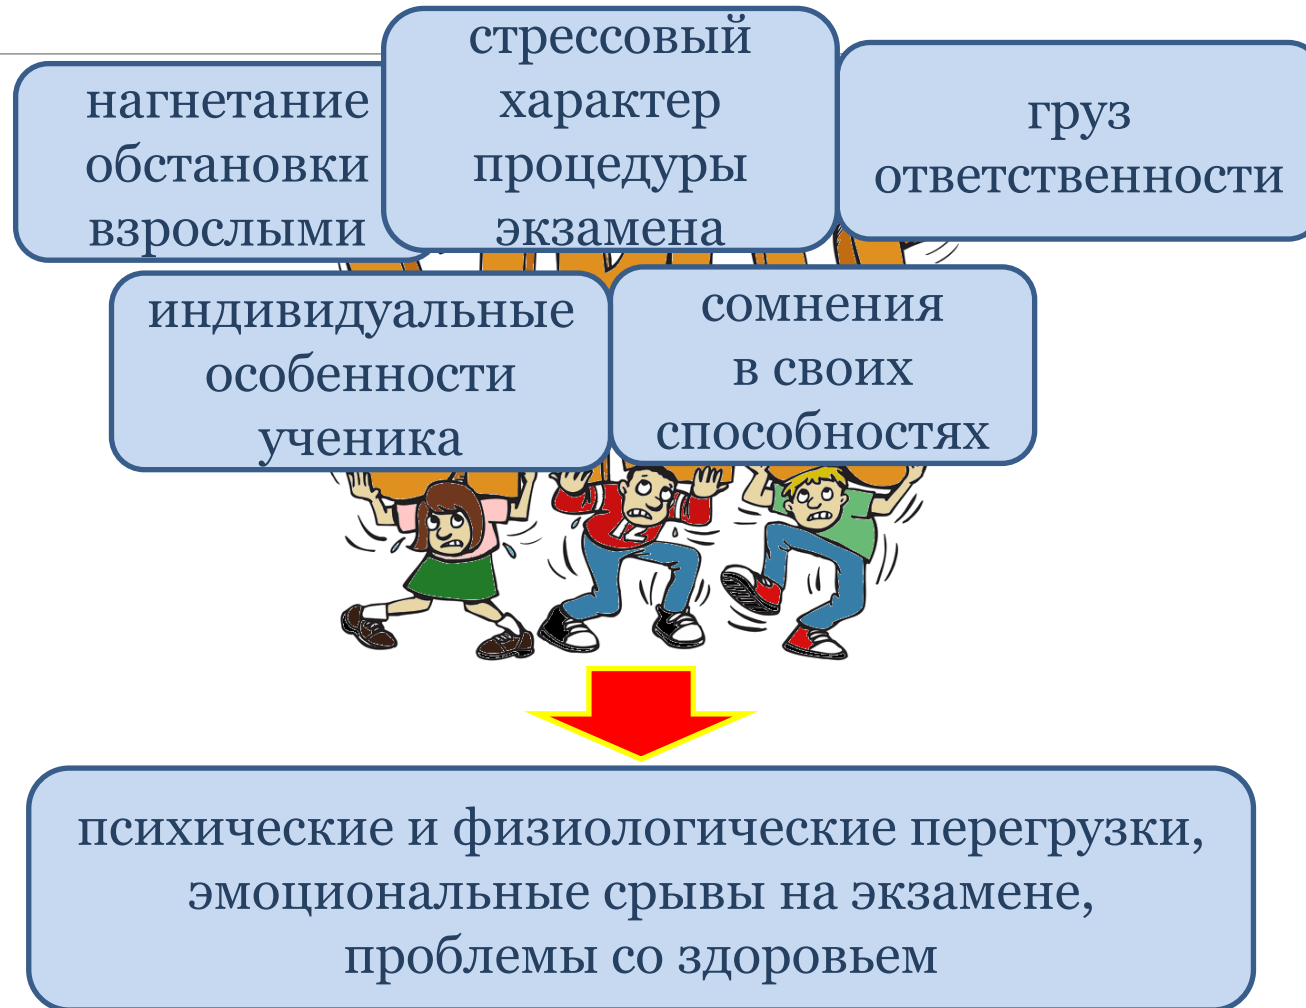 нагнетание
обстановки
взрослыми
стрессовый
характер
процедуры
экзамена
груз
ответственности
индивидуальные
особенности
ученика
сомнения
в своих
способностях
психические и физиологические перегрузки,
эмоциональные срывы на экзамене,
проблемы со здоровьем